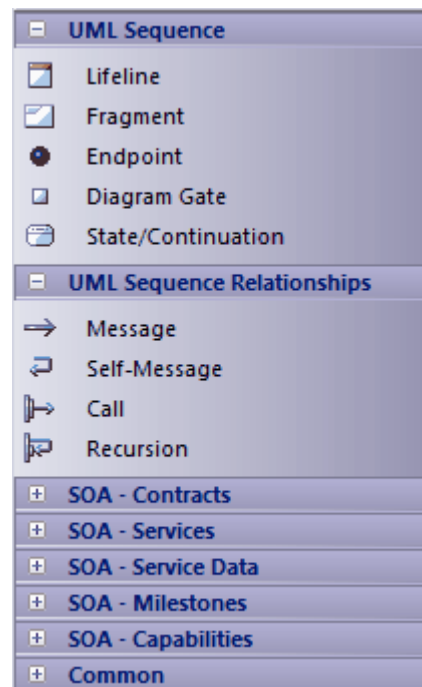 UML Sequence
Lifeline
Fragment
Endpoint
Diagram Gate
State/Continuation
UML Sequence Relationships
Message
Self-Message
Call
Recursion
SOA - Contracts
SOA - Services
SOA - Service Data
SOA - Milestones
SOA - Capabilities
Common